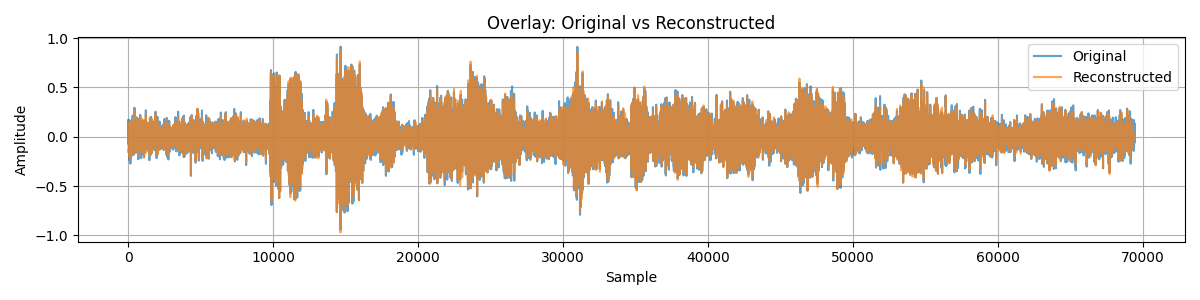 Overlay: Original vs Reconstructed
1.0
0.5
0.0
−0.5
−1.0
Amplitude
Original
Reconstructed
0 10000 20000 30000 40000 50000 60000 70000
Sample